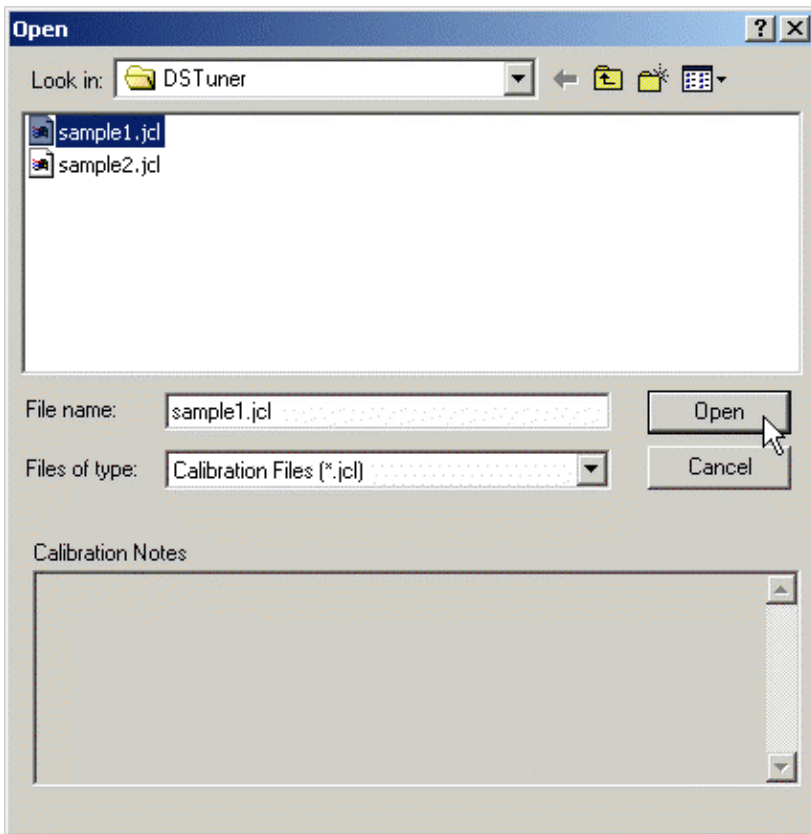 Open
Look in: DSTuner
sample1.jcl
sample2.jcl
File name: sample1.jcl Open
Files of type: Calibration Files (*.jcl) Cancel
Calibration Notes